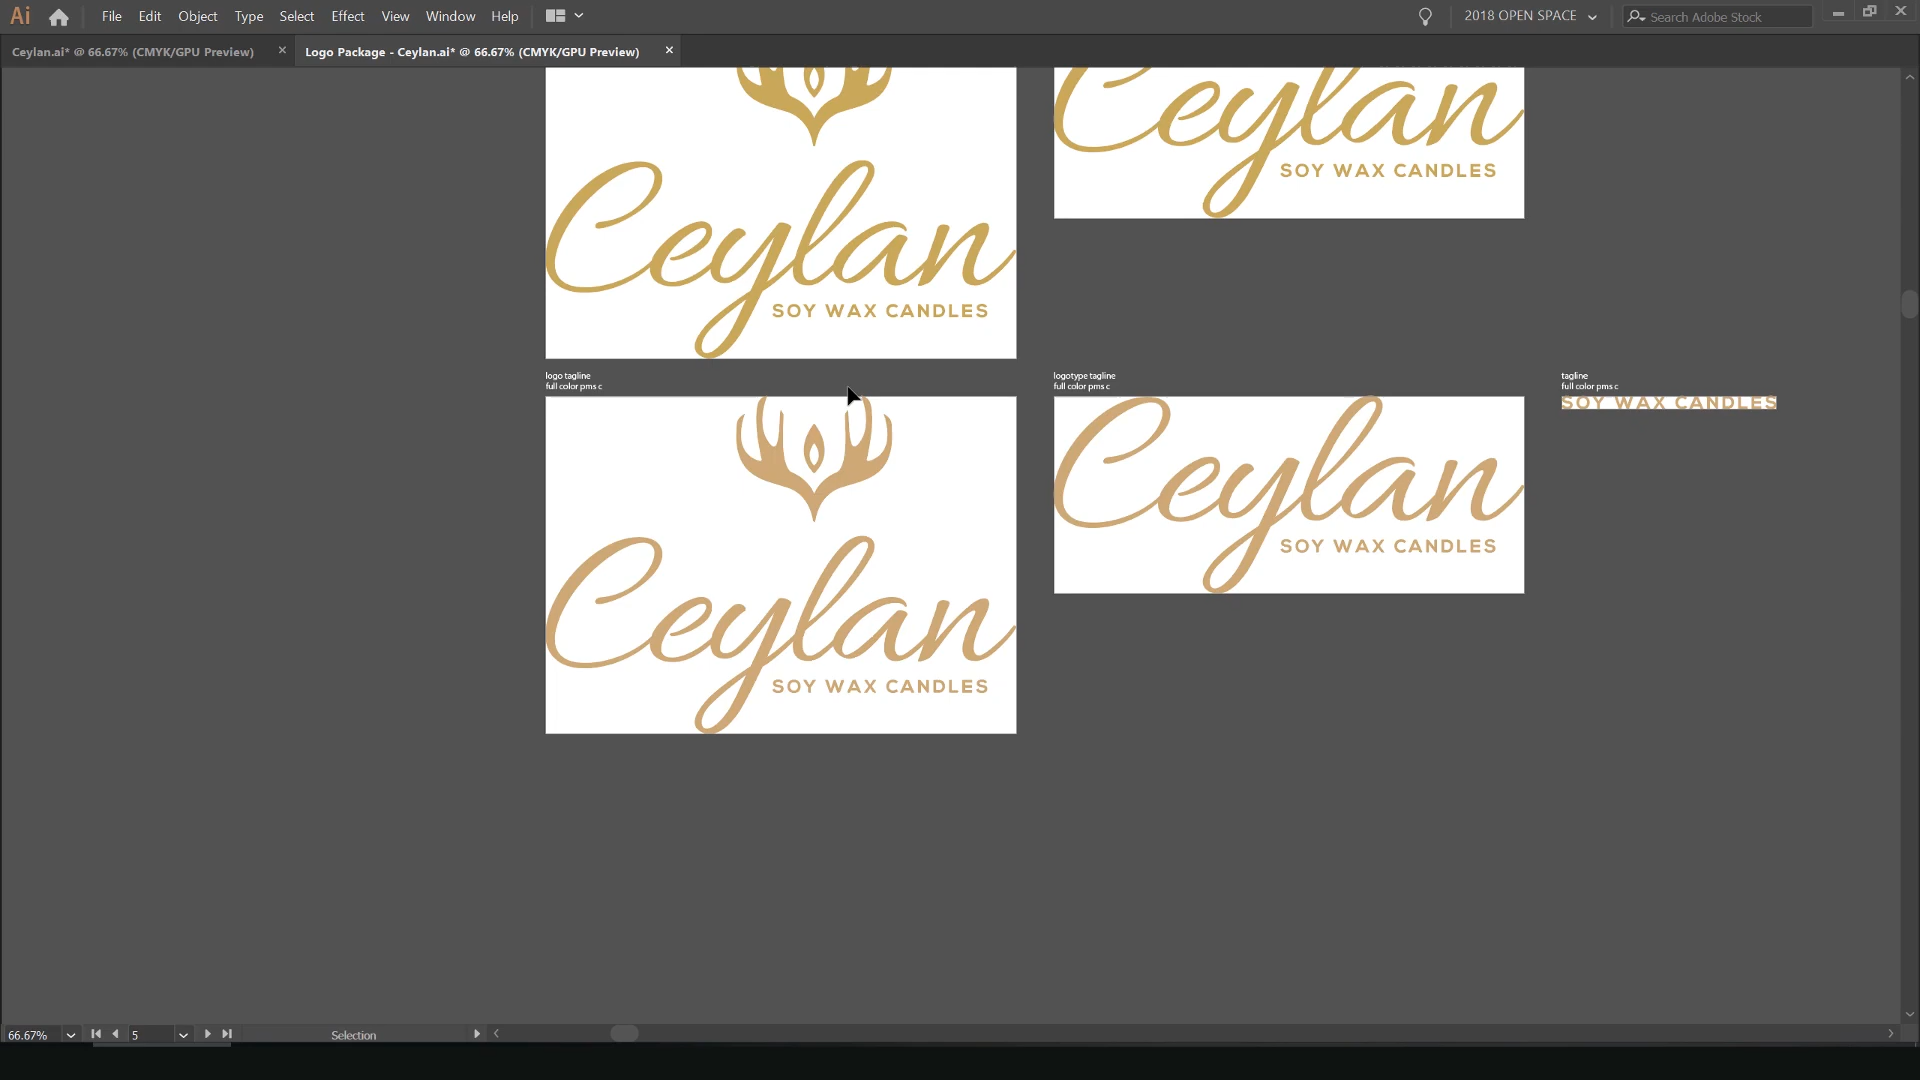 Ai File Edit Object Type Select Effect View Window Help 2018 OPEN SPACE Search Adobe Stock
Ceylan.ai* @ 66.67% (CMYK/GPU Preview) Logo Package - Ceylan.ai* @ 66.67% (CMYK/GPU Preview)
Ceylan
SOY WAX CANDLES
Ceylan
SOY WAX CANDLES
logo tagline
full color pms c
logotype tagline
full color pms c
tagline
full color pms c
SOY WAX CANDLES
Ceylan
SOY WAX CANDLES
Ceylan
SOY WAX CANDLES
66.67% 5 Selection